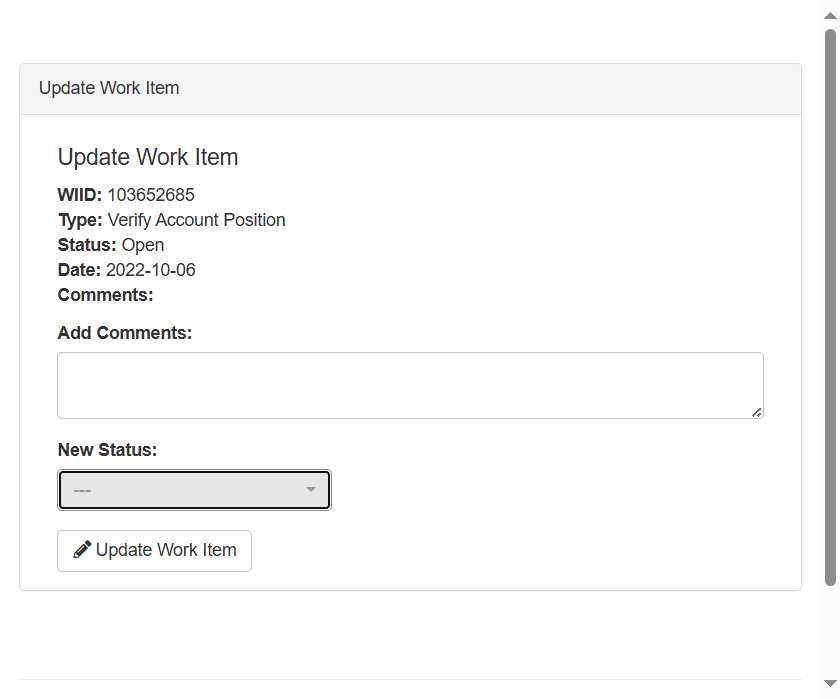 Update Work Item
Update Work Item
WIID: 103652685
Type: Verify Account Position
Status: Open
Date: 2022-10-06
Comments:
Add Comments:
New Status:
---
Update Work Item